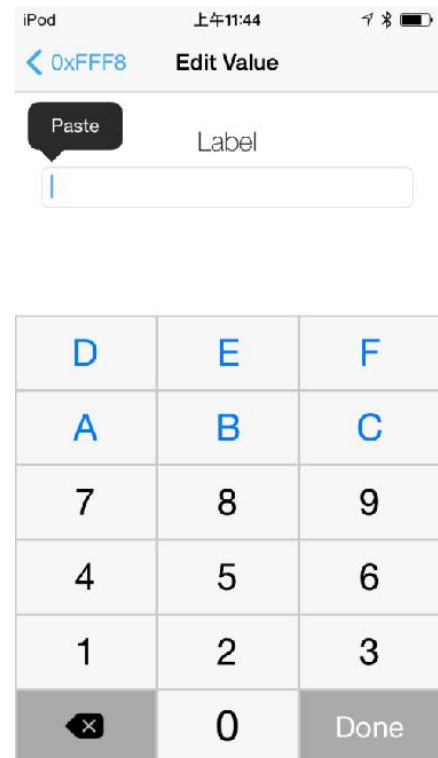 iPod 上午11:44
0xFFF8 Edit Value
Paste
Label
D E F
A B C
7 8 9
4 5 6
1 2 3
0 Done